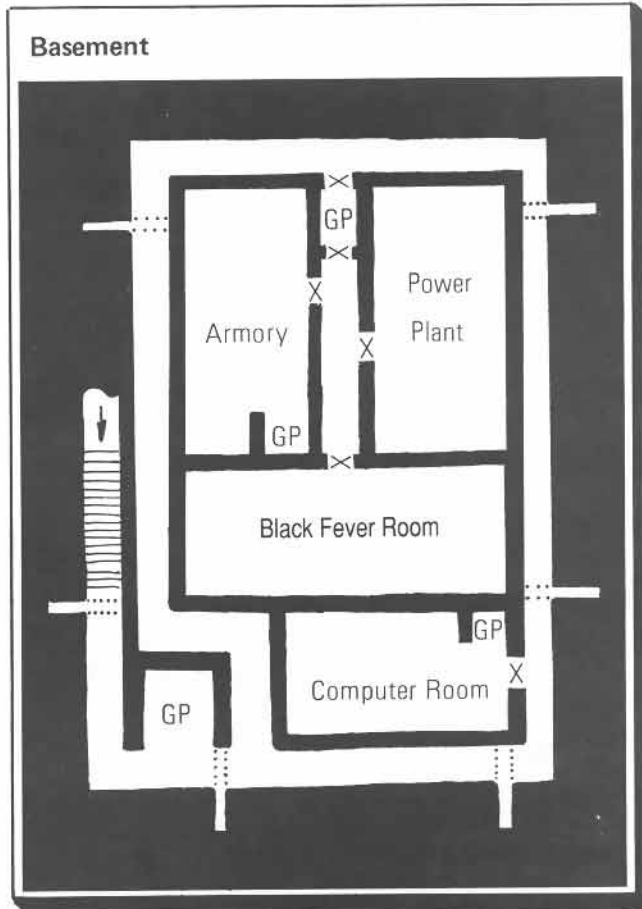 Basement
GP
Power
Plant
Armory
GP
Black Fever Room
GP
Computer Room
GP